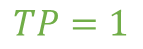 TP = 1